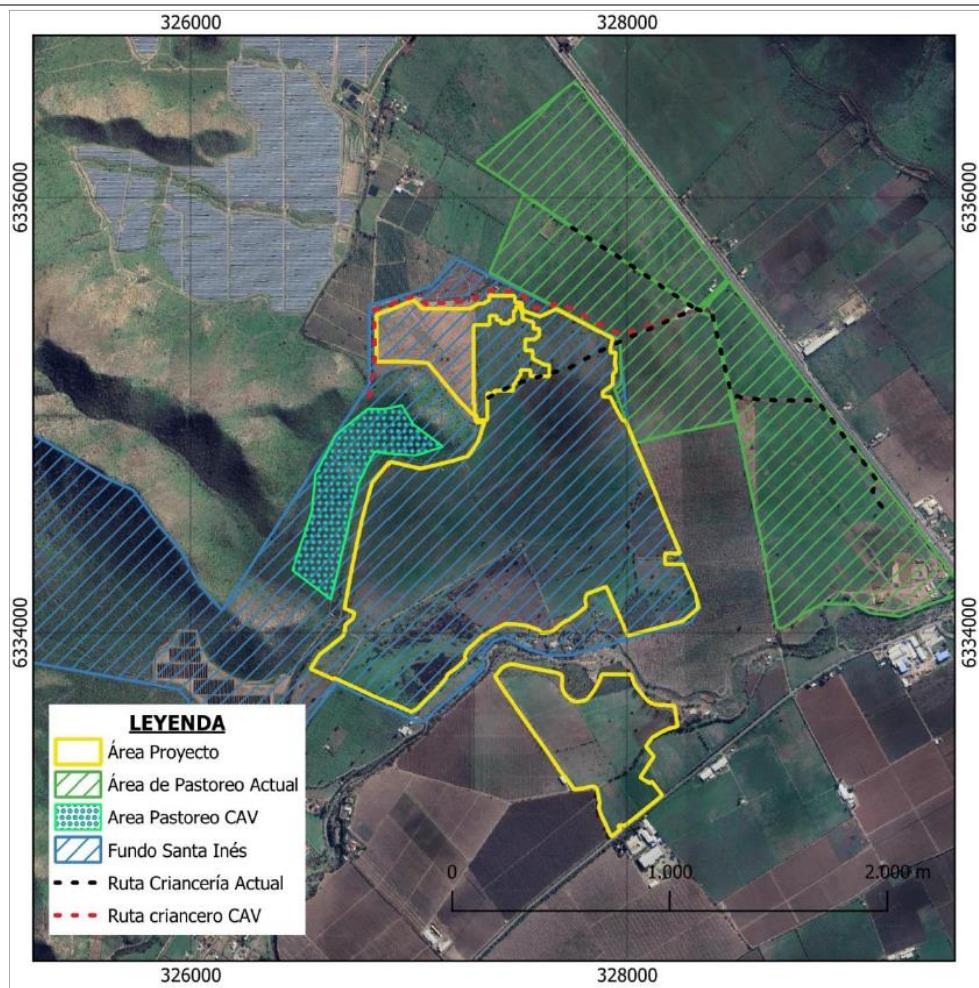 326000 328000
6336000 6336000
6334000 6334000
LEYENDA
Área Proyecto
Área de Pastoreo Actual
Area Pastoreo CAV
Fundo Santa Inés
Ruta Criancería Actual
Ruta criancero CAV
0 1.000 2.000 m
326000 328000